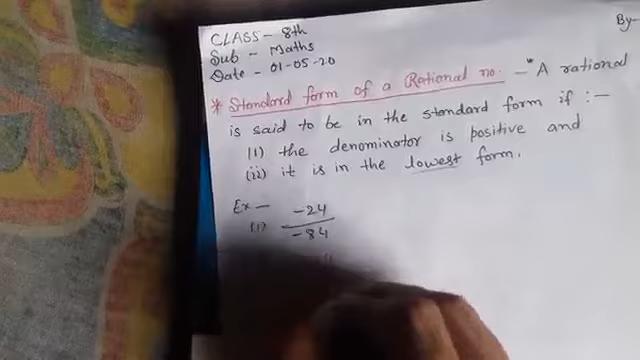 CLASS - 8th
By-
Sub - Maths
Date - 01-05-20
* Standard form of a Rational no. - "A rational
is said to be in the standard form if :-
(i) the denominator is positive and
(ii) it is in the lowest form.
Ex -
(i) -24
-84